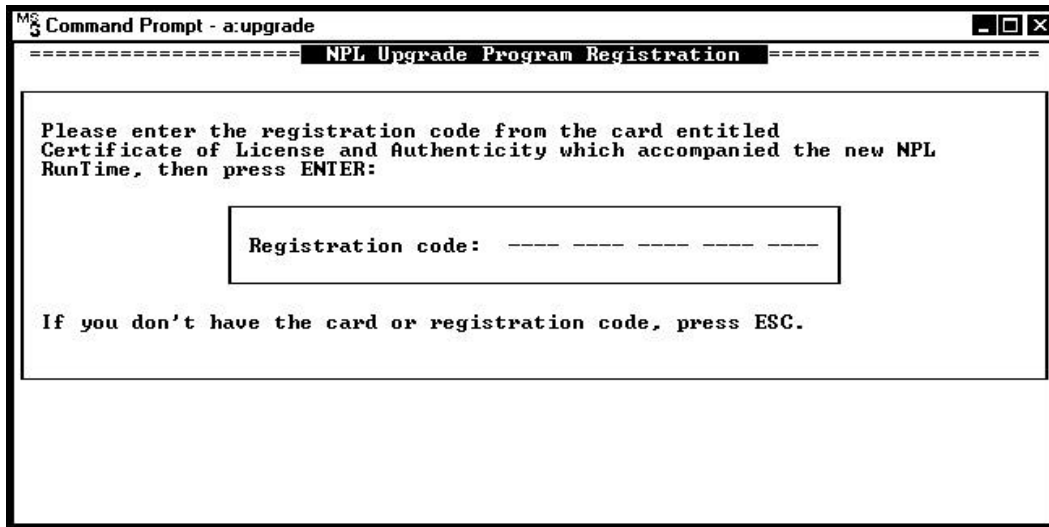 Command Prompt - a:upgrade
===================== NPL Upgrade Program Registration =====================
Please enter the registration code from the card entitled
Certificate of License and Authenticity which accompanied the new NPL
RunTime, then press ENTER:
Registration code: ---- ---- ---- ---- ----
If you don't have the card or registration code, press ESC.